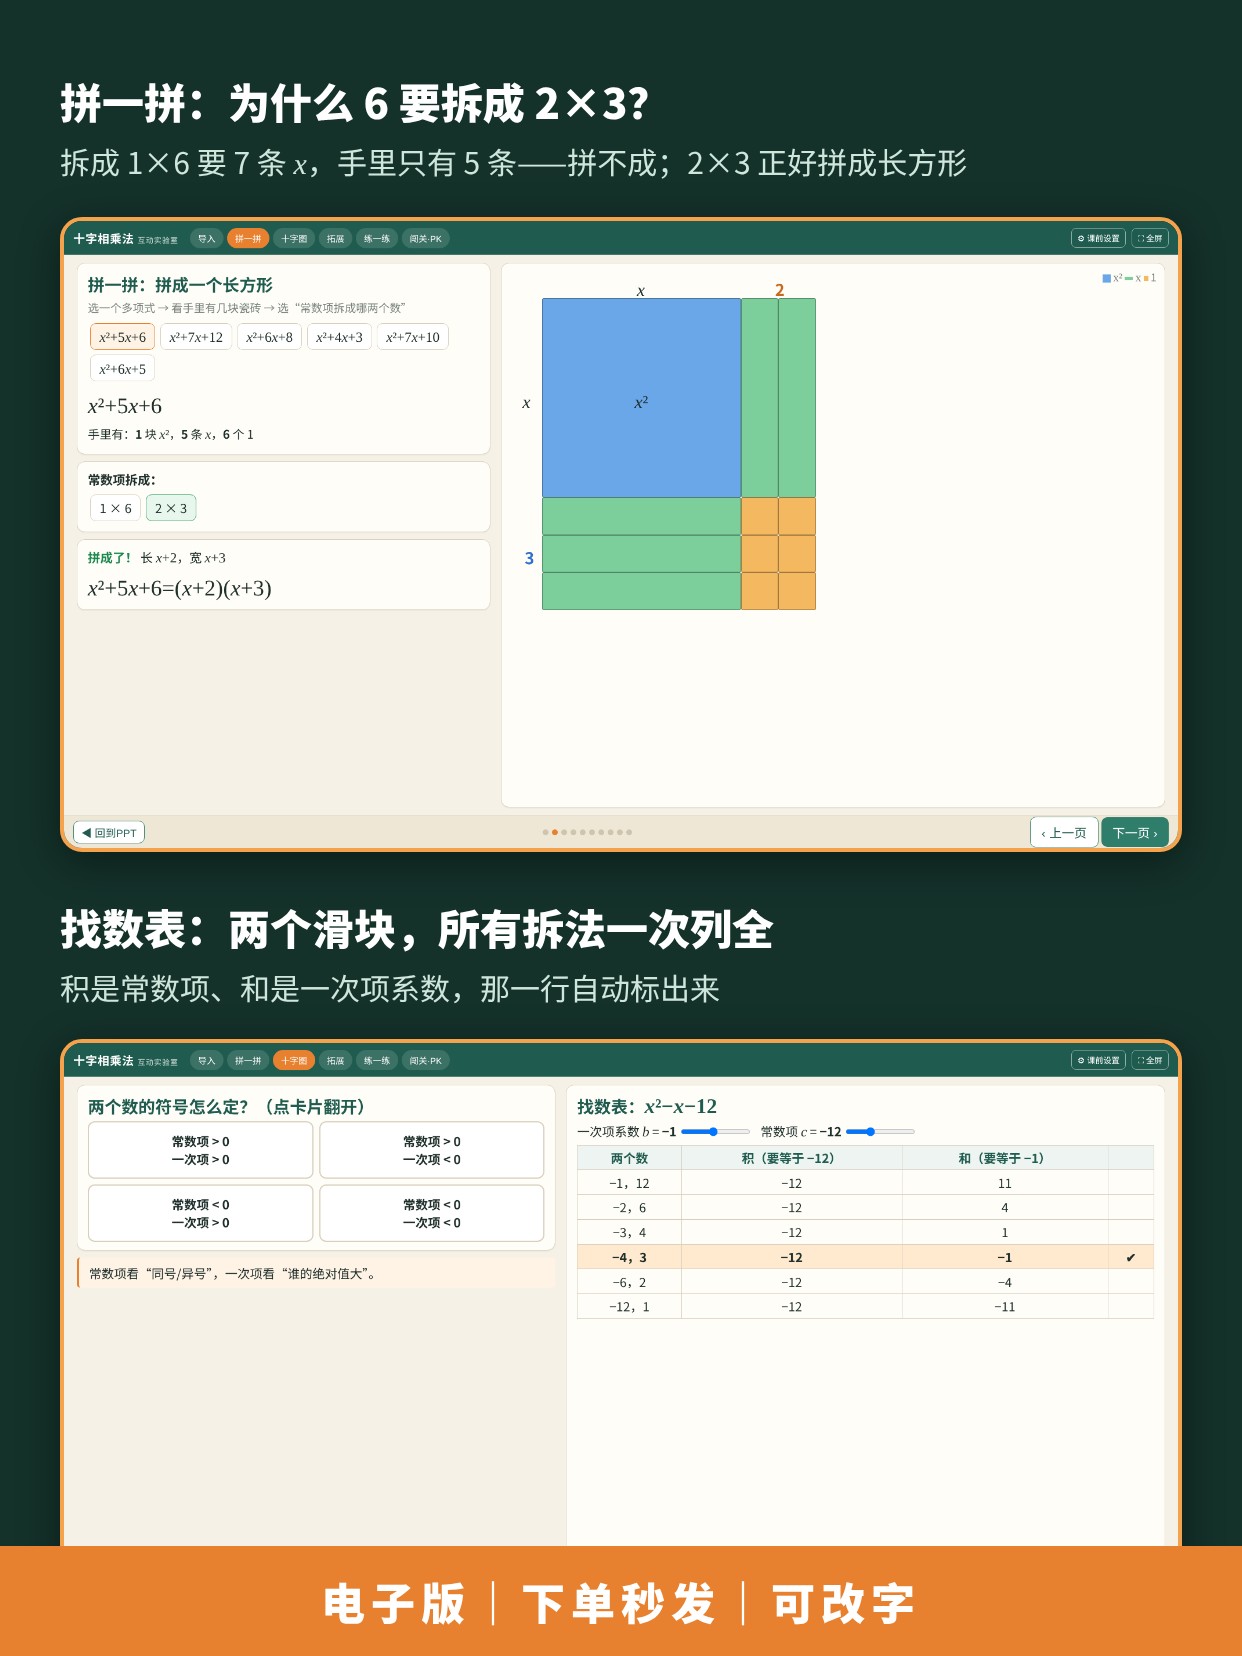 拼一拼：为什么 6 要拆成 2×3？
拆成 1×6 要 7 条 x，手里只有 5 条——拼不成；2×3 正好拼成长方形
十字相乘法 互动实验室 导入 拼一拼 十字图 拓展 练一练 闯关·PK ⚙ 课前设置 ⛶ 全屏
拼一拼：拼成一个长方形
选一个多项式 → 看手里有几块瓷砖 → 选“常数项拆成哪两个数”
x²+5x+6 x²+7x+12 x²+6x+8 x²+4x+3 x²+7x+10
x²+6x+5
x²+5x+6
手里有：1 块 x²，5 条 x，6 个 1
常数项拆成：
1 × 6 2 × 3
拼成了！ 长 x+2，宽 x+3
x²+5x+6=(x+2)(x+3)
x² x 1
x 2
x x²
3
◀ 回到PPT ‹ 上一页 下一页 ›
找数表：两个滑块，所有拆法一次列全
积是常数项、和是一次项系数，那一行自动标出来
十字相乘法 互动实验室 导入 拼一拼 十字图 拓展 练一练 闯关·PK ⚙ 课前设置 ⛶ 全屏
两个数的符号怎么定？（点卡片翻开）
常数项 > 0
一次项 > 0
常数项 > 0
一次项 < 0
常数项 < 0
一次项 > 0
常数项 < 0
一次项 < 0
常数项看“同号/异号”，一次项看“谁的绝对值大”。
找数表：x²−x−12
一次项系数 b = −1 常数项 c = −12
两个数 积（要等于 −12） 和（要等于 −1）
−1，12 −12 11
−2，6 −12 4
−3，4 −12 1
−4，3 −12 −1 ✔
−6，2 −12 −4
−12，1 −12 −11
电子版｜下单秒发｜可改字